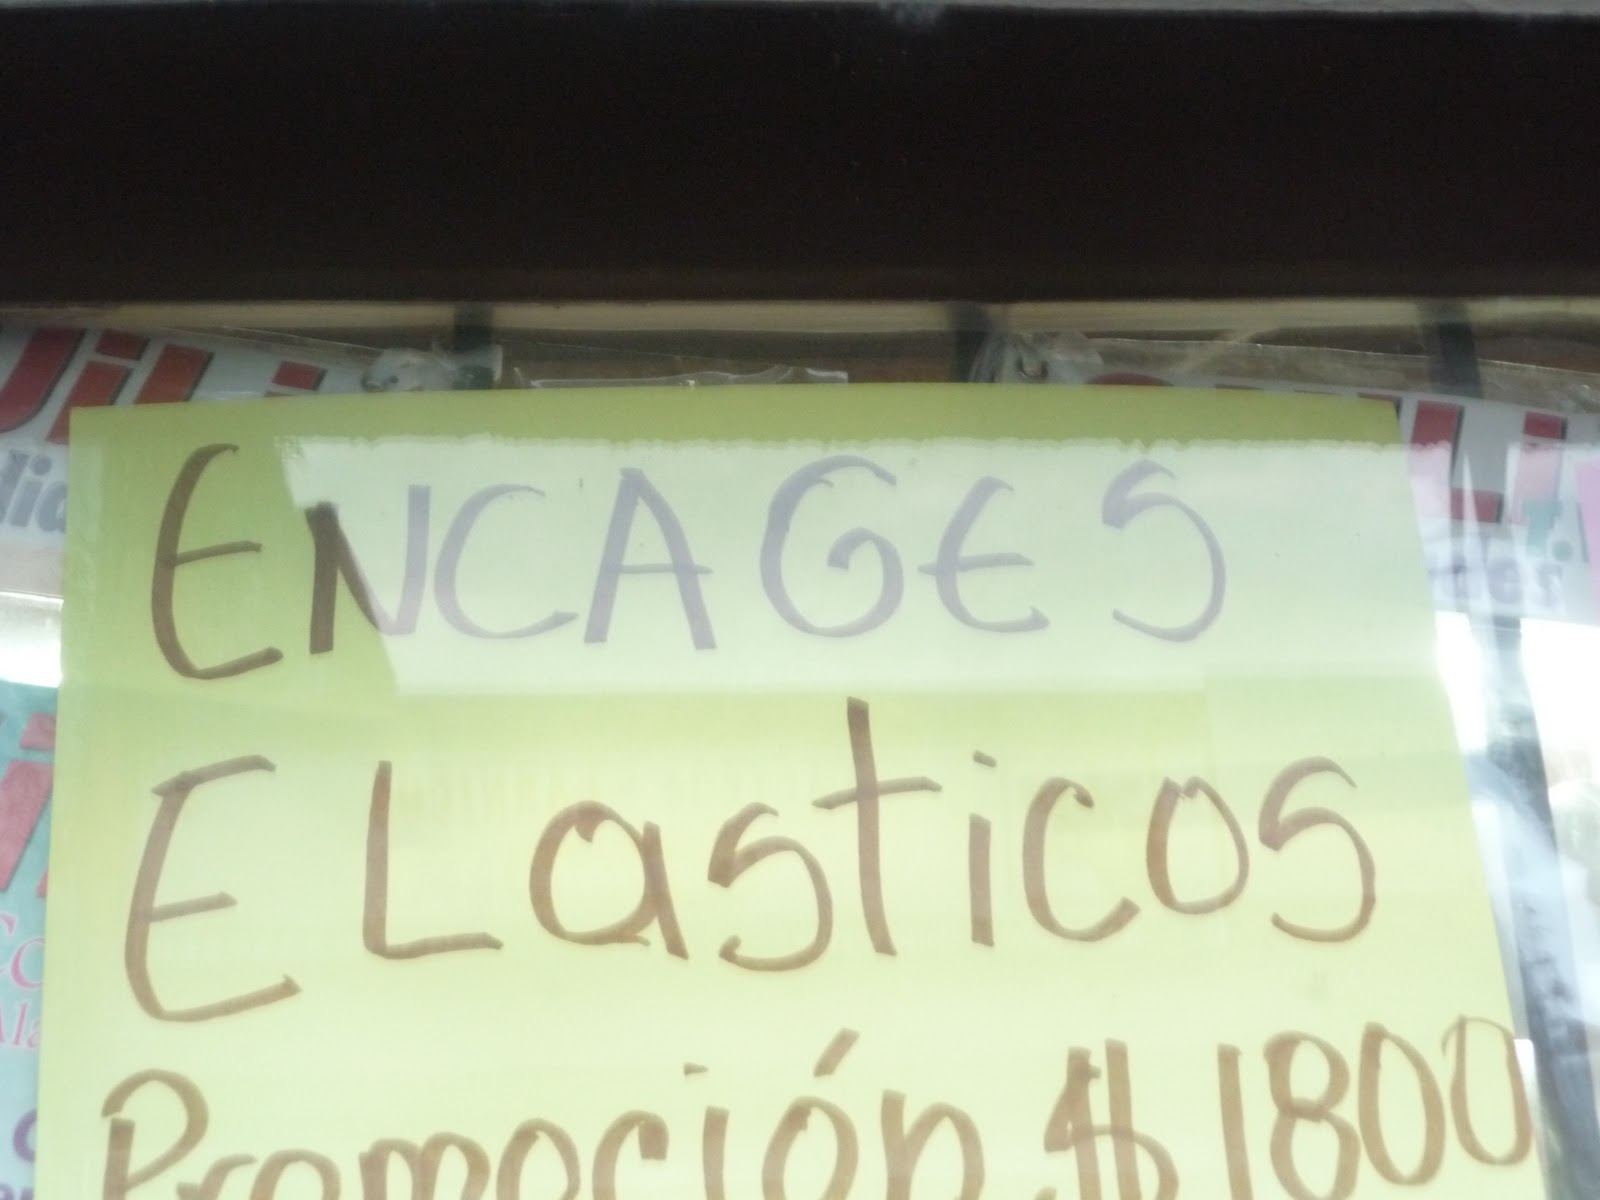 ENCAGES
ELasticos
Promoción $1800